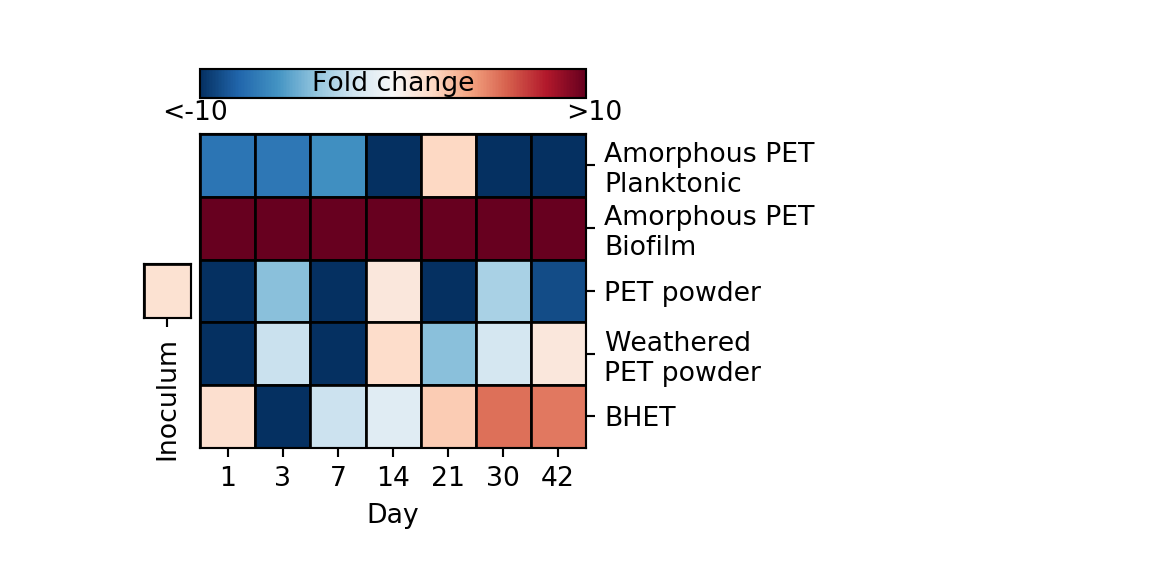 Fold change
<-10
>10
Amorphous PET
Planktonic
Amorphous PET
Biofilm
PET powder
Weathered
PET powder
BHET
Inoculum
1 3 7 14 21 30 42
Day